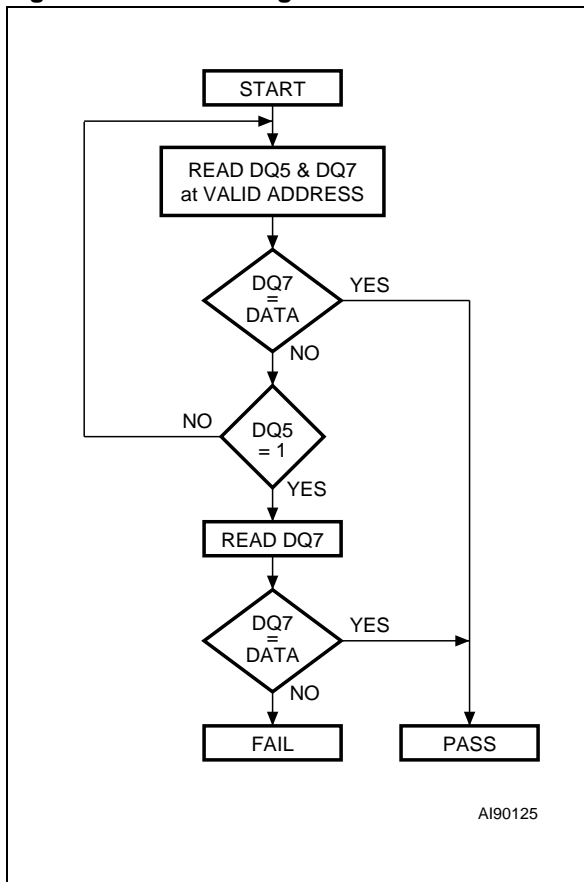 START
READ DQ5 & DQ7
at VALID ADDRESS
DQ7
=
DATA
YES
NO
NO
DQ5
= 1
YES
READ DQ7
DQ7
=
DATA
YES
NO
FAIL
PASS
AI90125